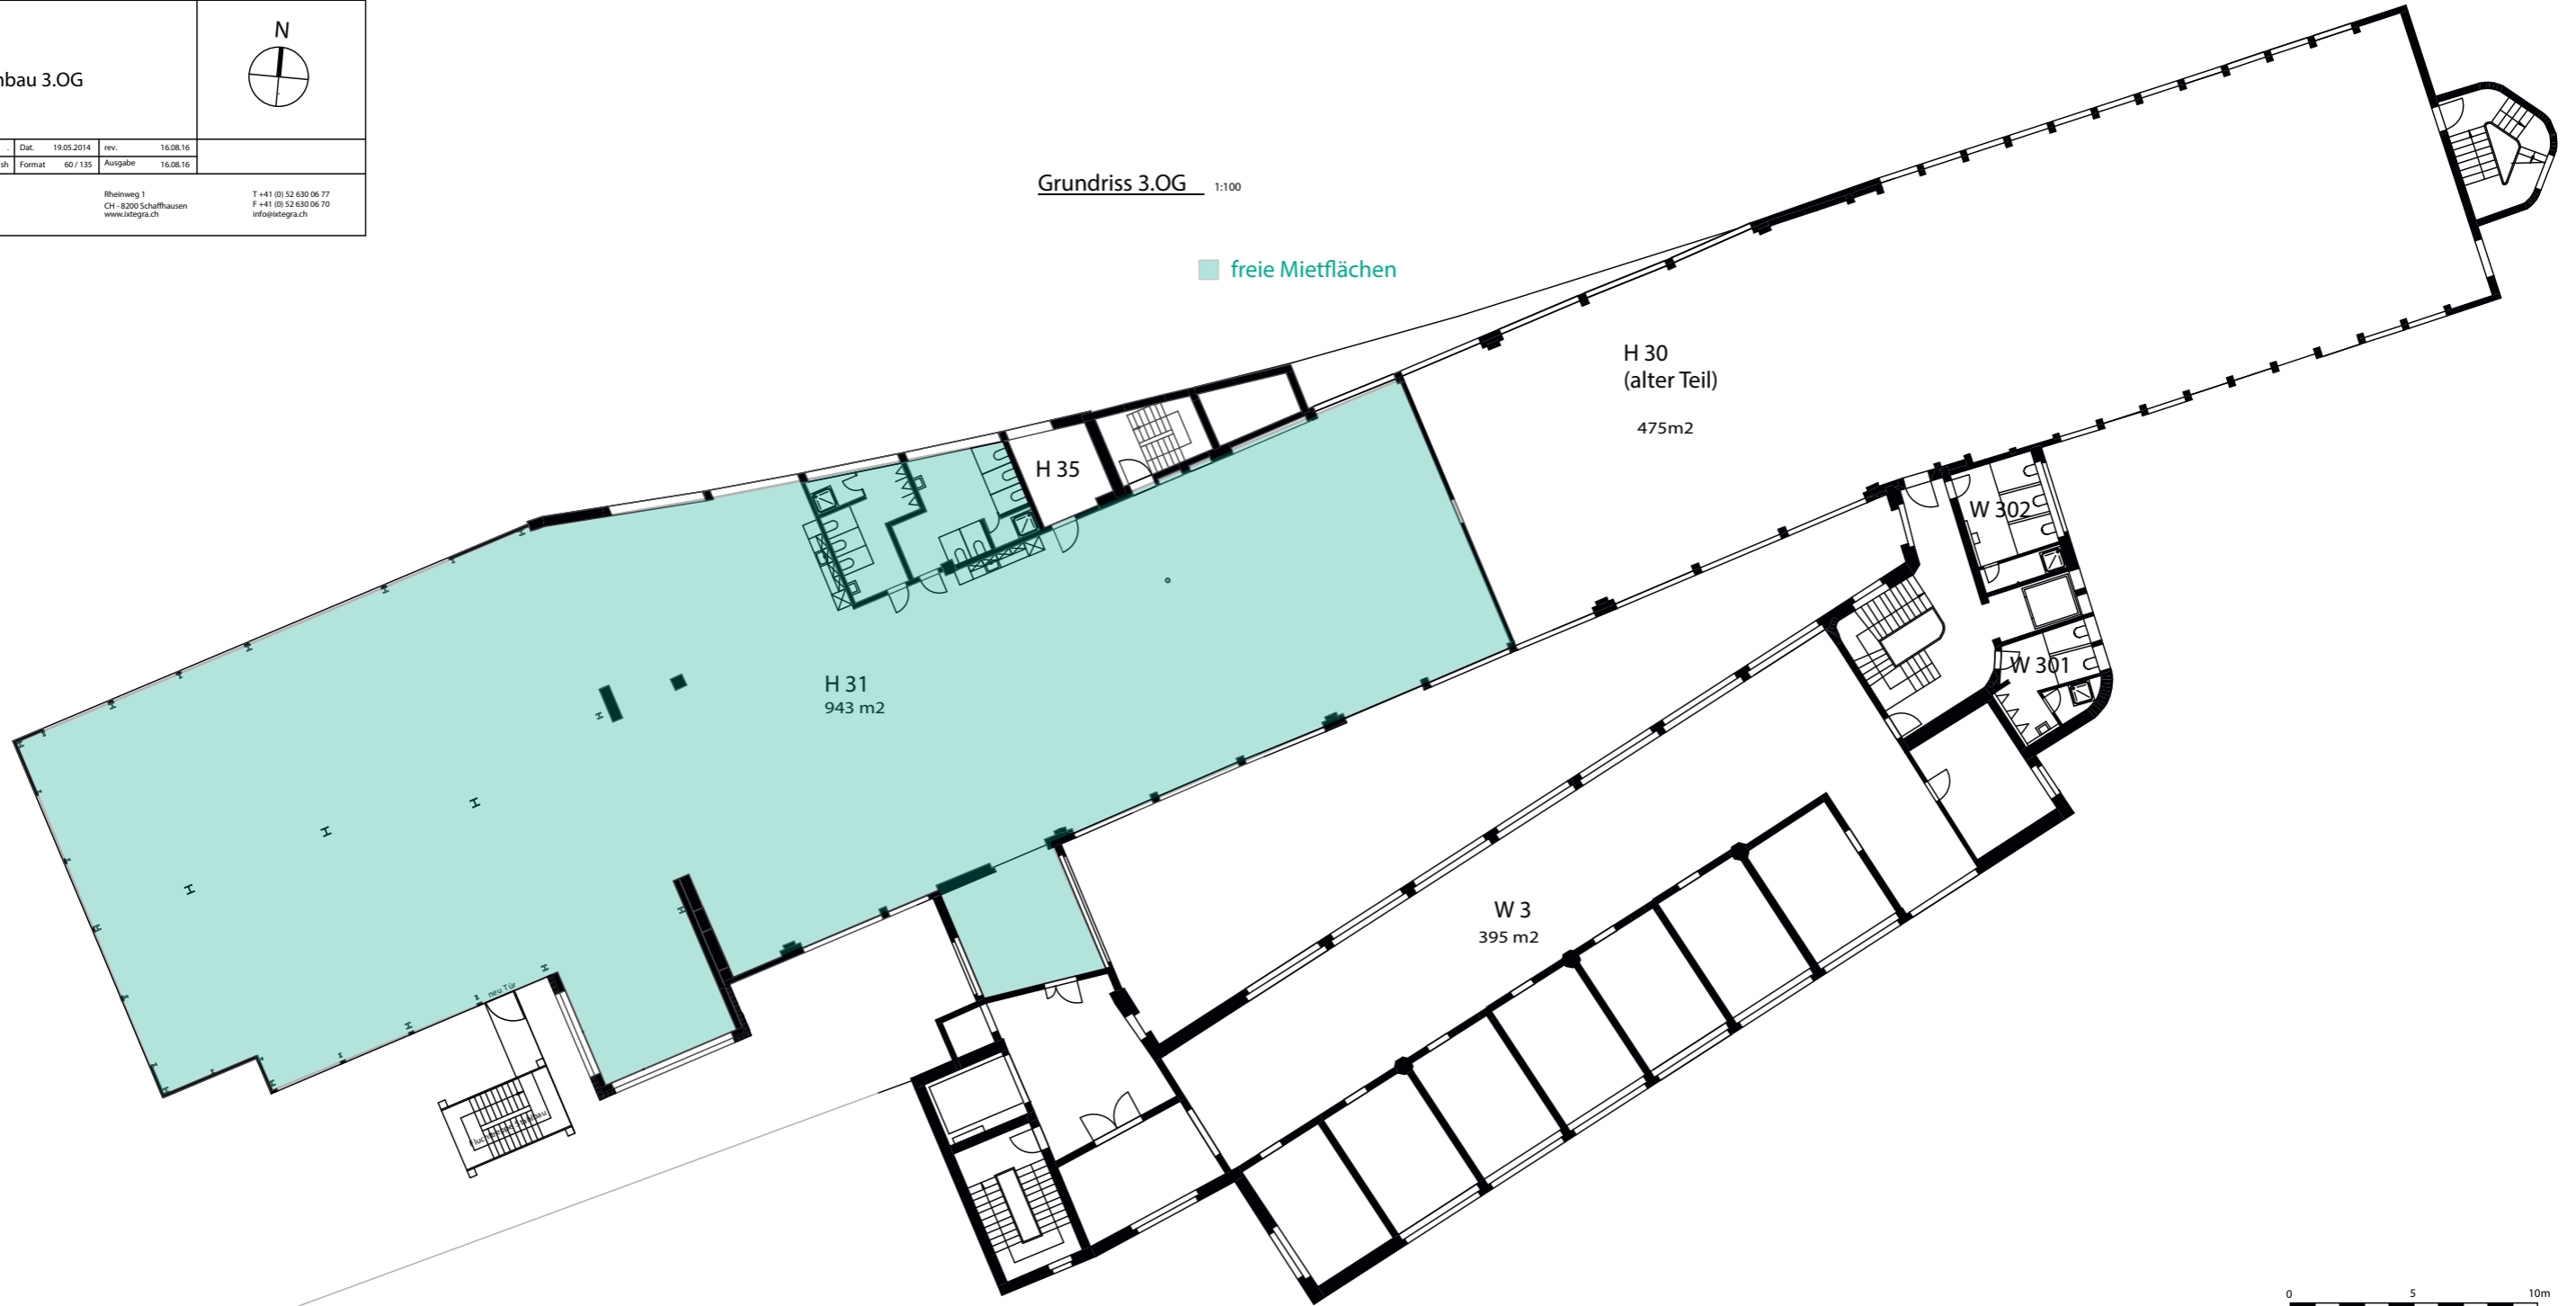 N
nbau 3.OG
. Dat. 19.05.2014 rev. 16.08.16
sh Format 60 / 135 Ausgabe 16.08.16
Rheinweg 1 T +41 (0) 52 630 06 77
CH - 8200 Schaffhausen F +41 (0) 52 630 06 70
www.ixtegra.ch info@ixtegra.ch
Grundriss 3.OG 1:100
freie Mietflächen
H 30
(alter Teil)
475m2
H 35
W 302
W 301
H 31
943 m2
W 3
395 m2
neu Tür
0 5 10m